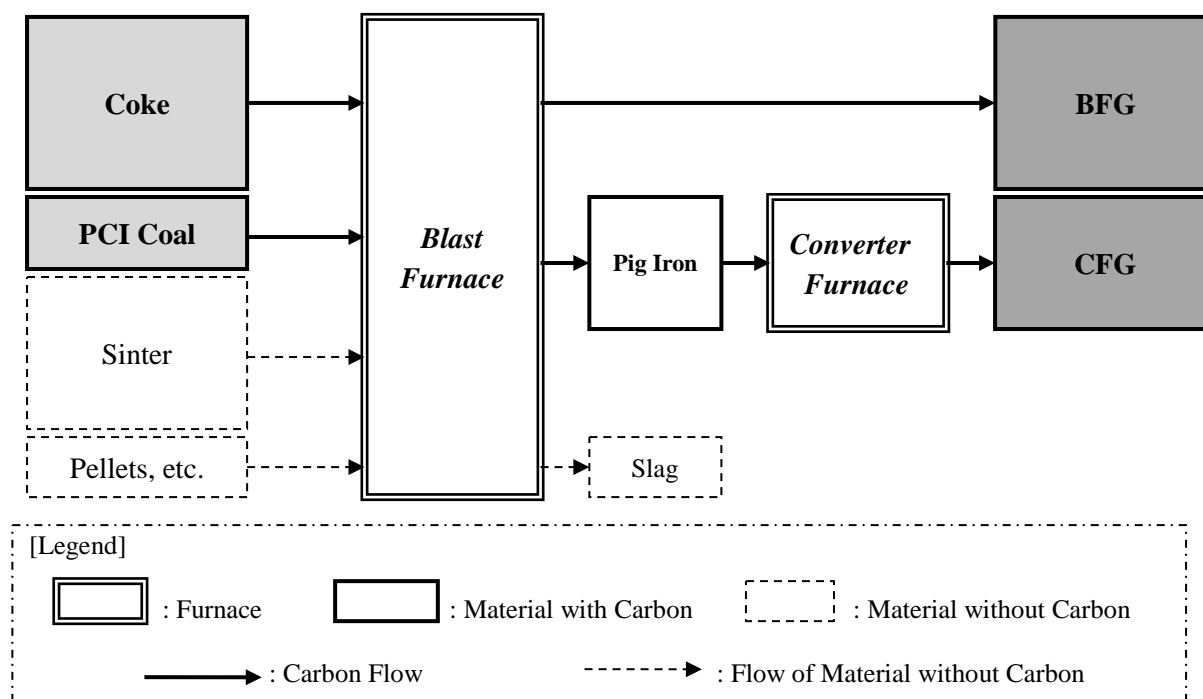 Coke
BFG
PCI Coal
Blast
Furnace
Pig Iron
Converter
Furnace
CFG
Sinter
Pellets, etc.
Slag
[Legend]
: Furnace
: Material with Carbon
: Material without Carbon
: Carbon Flow
: Flow of Material without Carbon